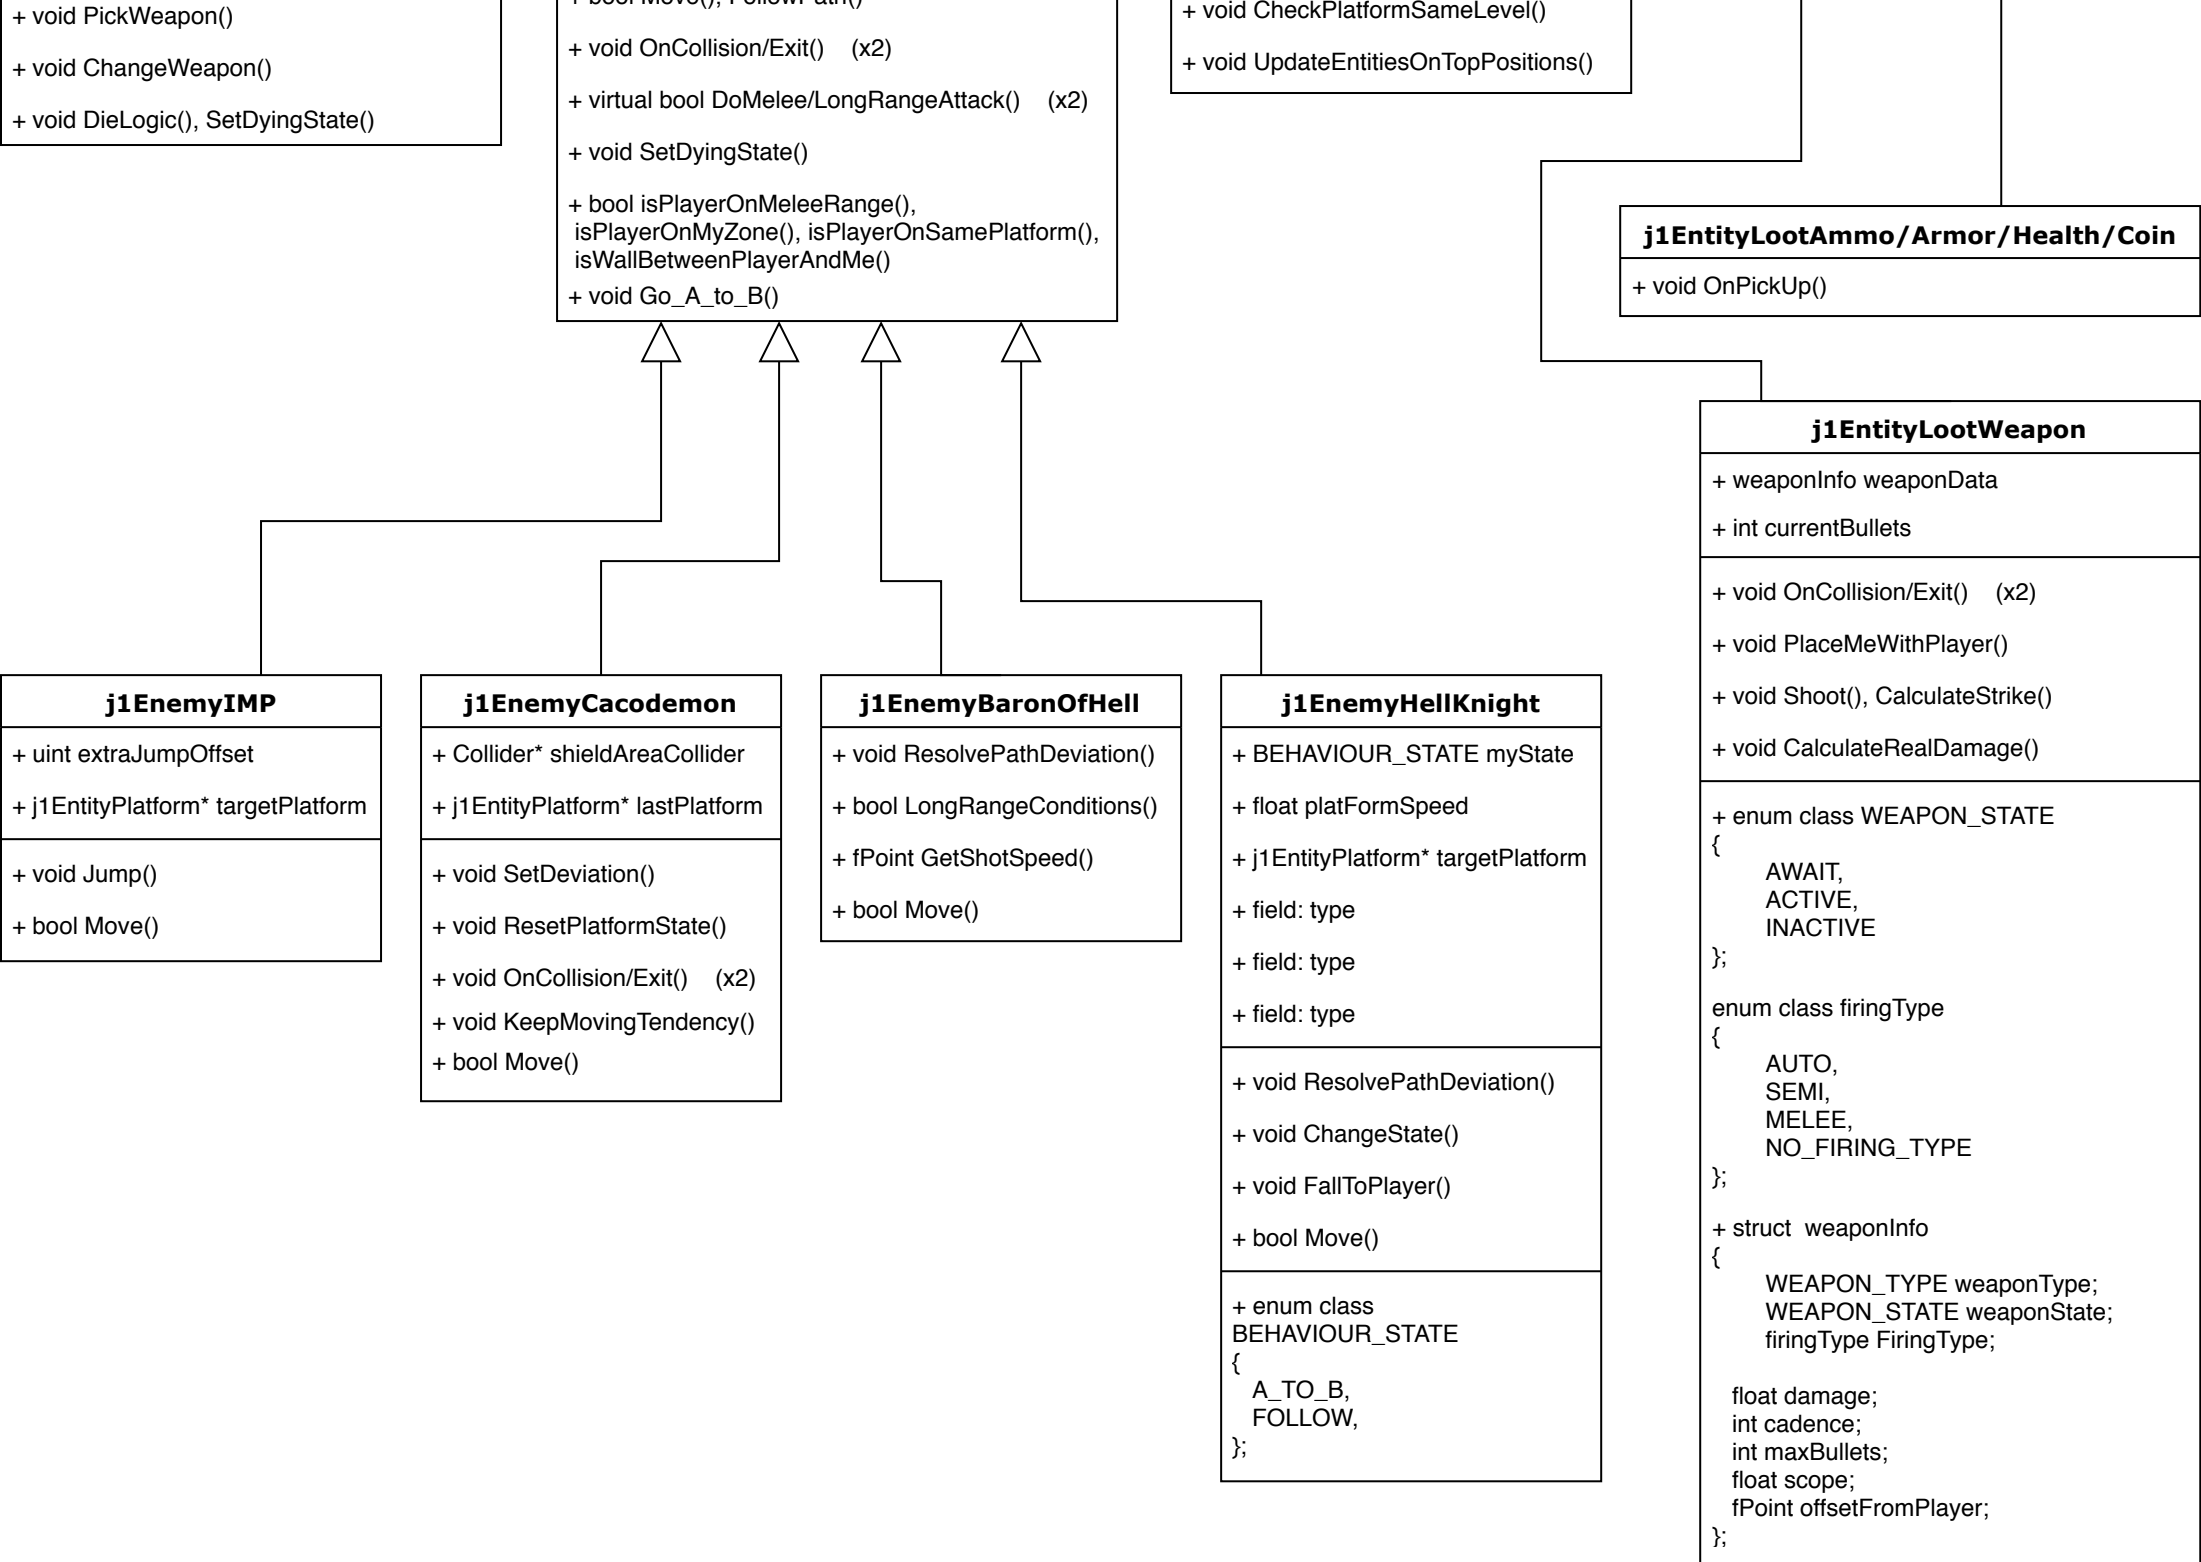 + void PickWeapon()
+ void ChangeWeapon()
+ void DieLogic(), SetDyingState()
+ bool Move(), FollowPath()
+ void OnCollision/Exit() (x2)
+ virtual bool DoMelee/LongRangeAttack() (x2)
+ void SetDyingState()
+ bool isPlayerOnMeleeRange(),
isPlayerOnMyZone(), isPlayerOnSamePlatform(),
isWallBetweenPlayerAndMe()
+ void Go_A_to_B()
+ void CheckPlatformSameLevel()
+ void UpdateEntitiesOnTopPositions()
j1EntityLootAmmo/Armor/Health/Coin
+ void OnPickUp()
j1EntityLootWeapon
+ weaponInfo weaponData
+ int currentBullets
+ void OnCollision/Exit() (x2)
+ void PlaceMeWithPlayer()
+ void Shoot(), CalculateStrike()
+ void CalculateRealDamage()
+ enum class WEAPON_STATE
{
AWAIT,
ACTIVE,
INACTIVE
};
enum class firingType
{
AUTO,
SEMI,
MELEE,
NO_FIRING_TYPE
};
+ struct weaponInfo
{
WEAPON_TYPE weaponType;
WEAPON_STATE weaponState;
firingType FiringType;
float damage;
int cadence;
int maxBullets;
float scope;
fPoint offsetFromPlayer;
};
j1EnemyIMP
+ uint extraJumpOffset
+ j1EntityPlatform* targetPlatform
+ void Jump()
+ bool Move()
j1EnemyCacodemon
+ Collider* shieldAreaCollider
+ j1EntityPlatform* lastPlatform
+ void SetDeviation()
+ void ResetPlatformState()
+ void OnCollision/Exit() (x2)
+ void KeepMovingTendency()
+ bool Move()
j1EnemyBaronOfHell
+ void ResolvePathDeviation()
+ bool LongRangeConditions()
+ fPoint GetShotSpeed()
+ bool Move()
j1EnemyHellKnight
+ BEHAVIOUR_STATE myState
+ float platFormSpeed
+ j1EntityPlatform* targetPlatform
+ field: type
+ field: type
+ field: type
+ void ResolvePathDeviation()
+ void ChangeState()
+ void FallToPlayer()
+ bool Move()
+ enum class
BEHAVIOUR_STATE
{
A_TO_B,
FOLLOW,
};